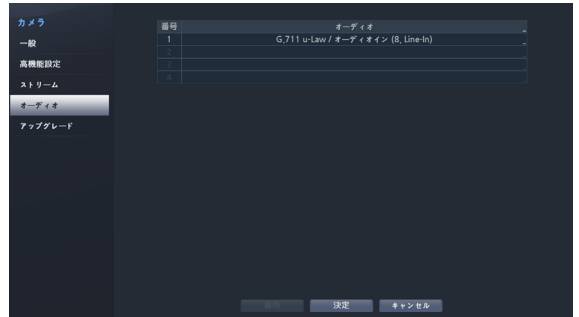 カメラ
一般
高機能設定
ストリーム
オーディオ
アップグレード
番号 オーディオ
1 G.711 u-Law / オーディオイン (8, Line-In)
2
3
4
適用 決定 キャンセル